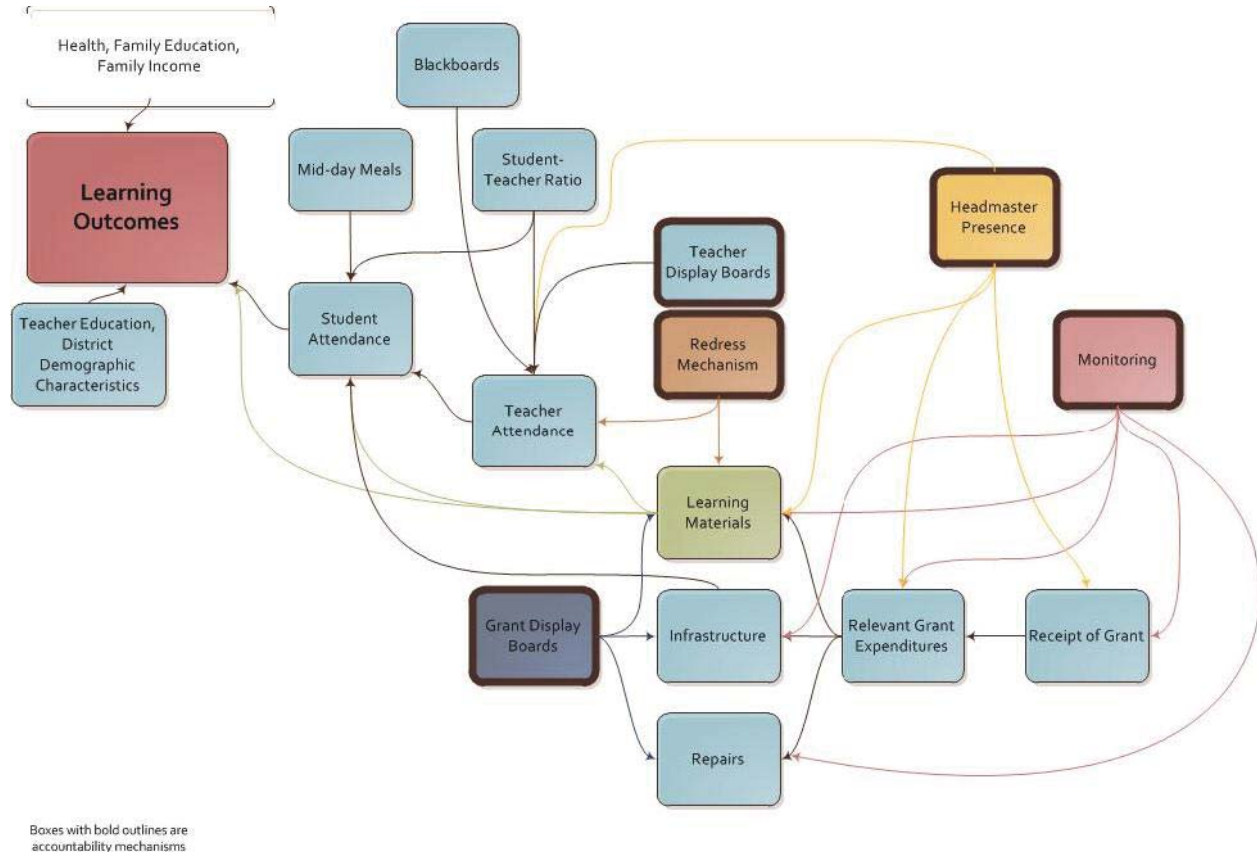 Health, Family Education,
Family Income
Blackboards
Learning
Outcomes
Mid-day Meals
Student-
Teacher Ratio
Headmaster
Presence
Teacher
Display Boards
Teacher Education,
District
Demographic
Characteristics
Student
Attendance
Redress
Mechanism
Monitoring
Teacher
Attendance
Learning
Materials
Grant Display
Boards
Infrastructure
Relevant Grant
Expenditures
Receipt of Grant
Repairs
Boxes with bold outlines are
accountability mechanisms